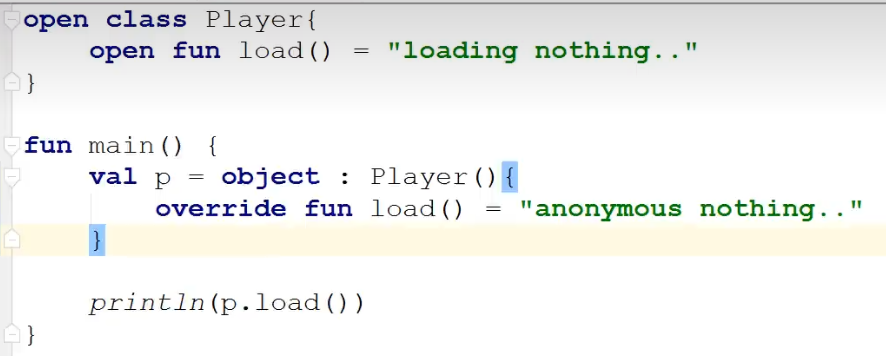 open class Player{
    open fun load() = "loading nothing.."
}
fun main() {
    val p = object : Player(){
        override fun load() = "anonymous nothing.."
    }
    println(p.load())
}